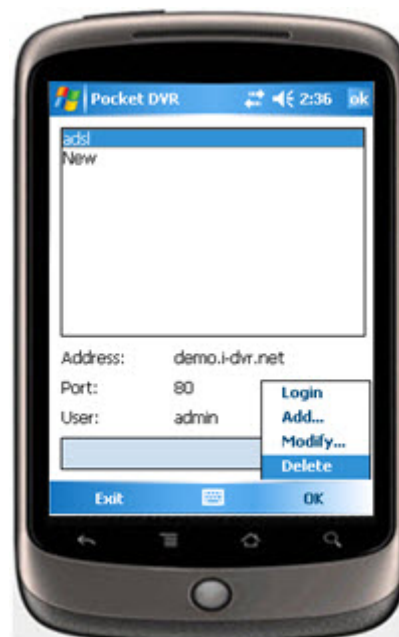 Pocket DVR 2:36 ok
adsl
New
Address: demo.i-dvr.net
Port: 80
User: admin
Login
Add...
Modify...
Delete
Exit OK